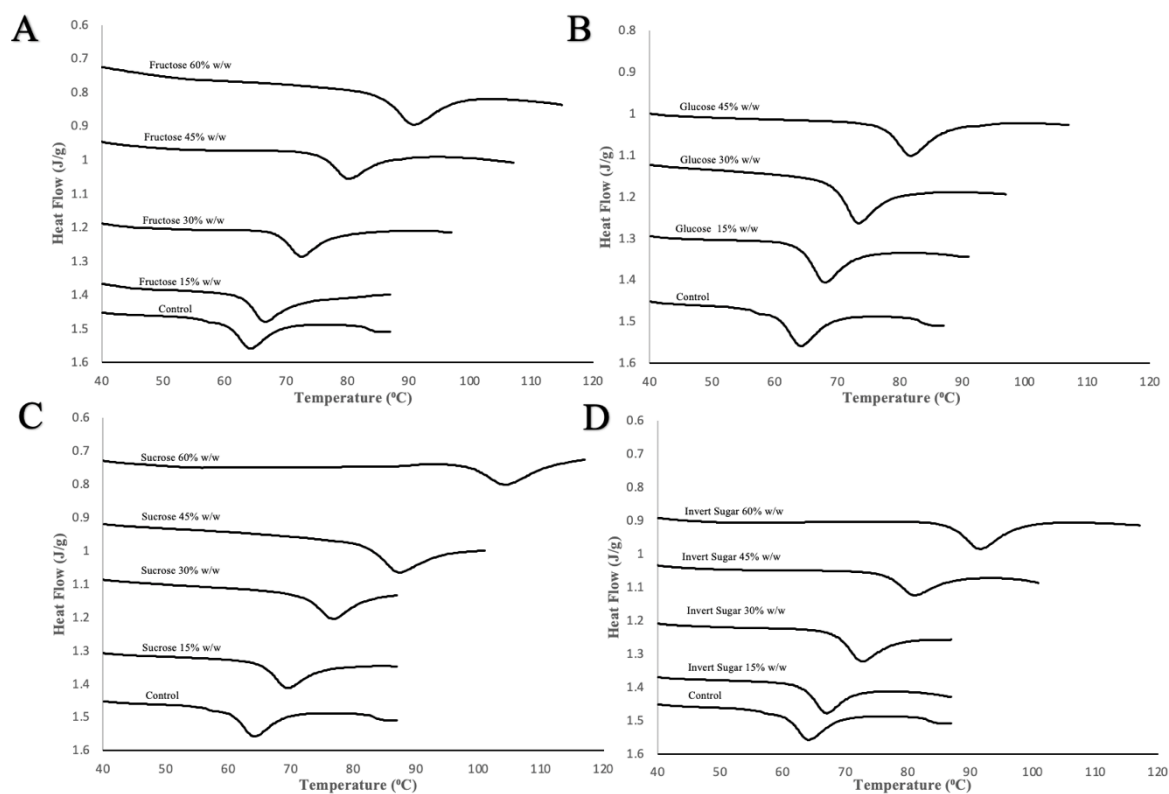 A
0.6
0.7
0.8
0.9
1
1.1
1.2
1.3
1.4
1.5
1.6
Heat Flow (J/g)
Fructose 60% w/w
Fructose 45% w/w
Fructose 30% w/w
Fructose 15% w/w
Control
40 50 60 70 80 90 100 110 120
Temperature (⁰C)
B
0.8
0.9
1
1.1
1.2
1.3
1.4
1.5
1.6
Heat Flow (J/g)
Glucose 45% w/w
Glucose 30% w/w
Glucose 15% w/w
Control
40 50 60 70 80 90 100 110 120
Temperature (⁰C)
C
0.6
0.7
0.8
0.9
1
1.1
1.2
1.3
1.4
1.5
1.6
Heat Flow (J/g)
Sucrose 60% w/w
Sucrose 45% w/w
Sucrose 30% w/w
Sucrose 15% w/w
Control
40 50 60 70 80 90 100 110 120
Temperature (⁰C)
D
0.6
0.7
0.8
0.9
1
1.1
1.2
1.3
1.4
1.5
1.6
Heat Flow (J/g)
Invert Sugar 60% w/w
Invert Sugar 45% w/w
Invert Sugar 30% w/w
Invert Sugar 15% w/w
Control
40 50 60 70 80 90 100 110 120
Temperature (⁰C)